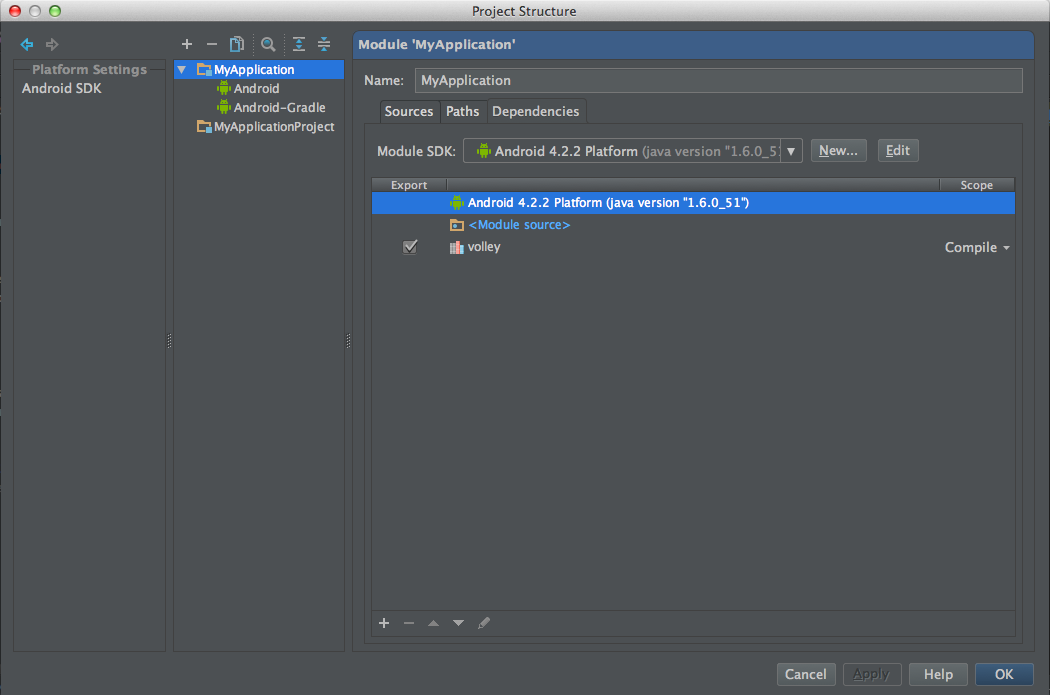 Project Structure
Platform Settings
Android SDK
MyApplication
Android
Android-Gradle
MyApplicationProject
Module 'MyApplication'
Name: MyApplication
Sources Paths Dependencies
Module SDK: Android 4.2.2 Platform (java version "1.6.0_51 New... Edit
Export Scope
Android 4.2.2 Platform (java version "1.6.0_51")
<Module source>
volley Compile
Cancel Apply Help OK